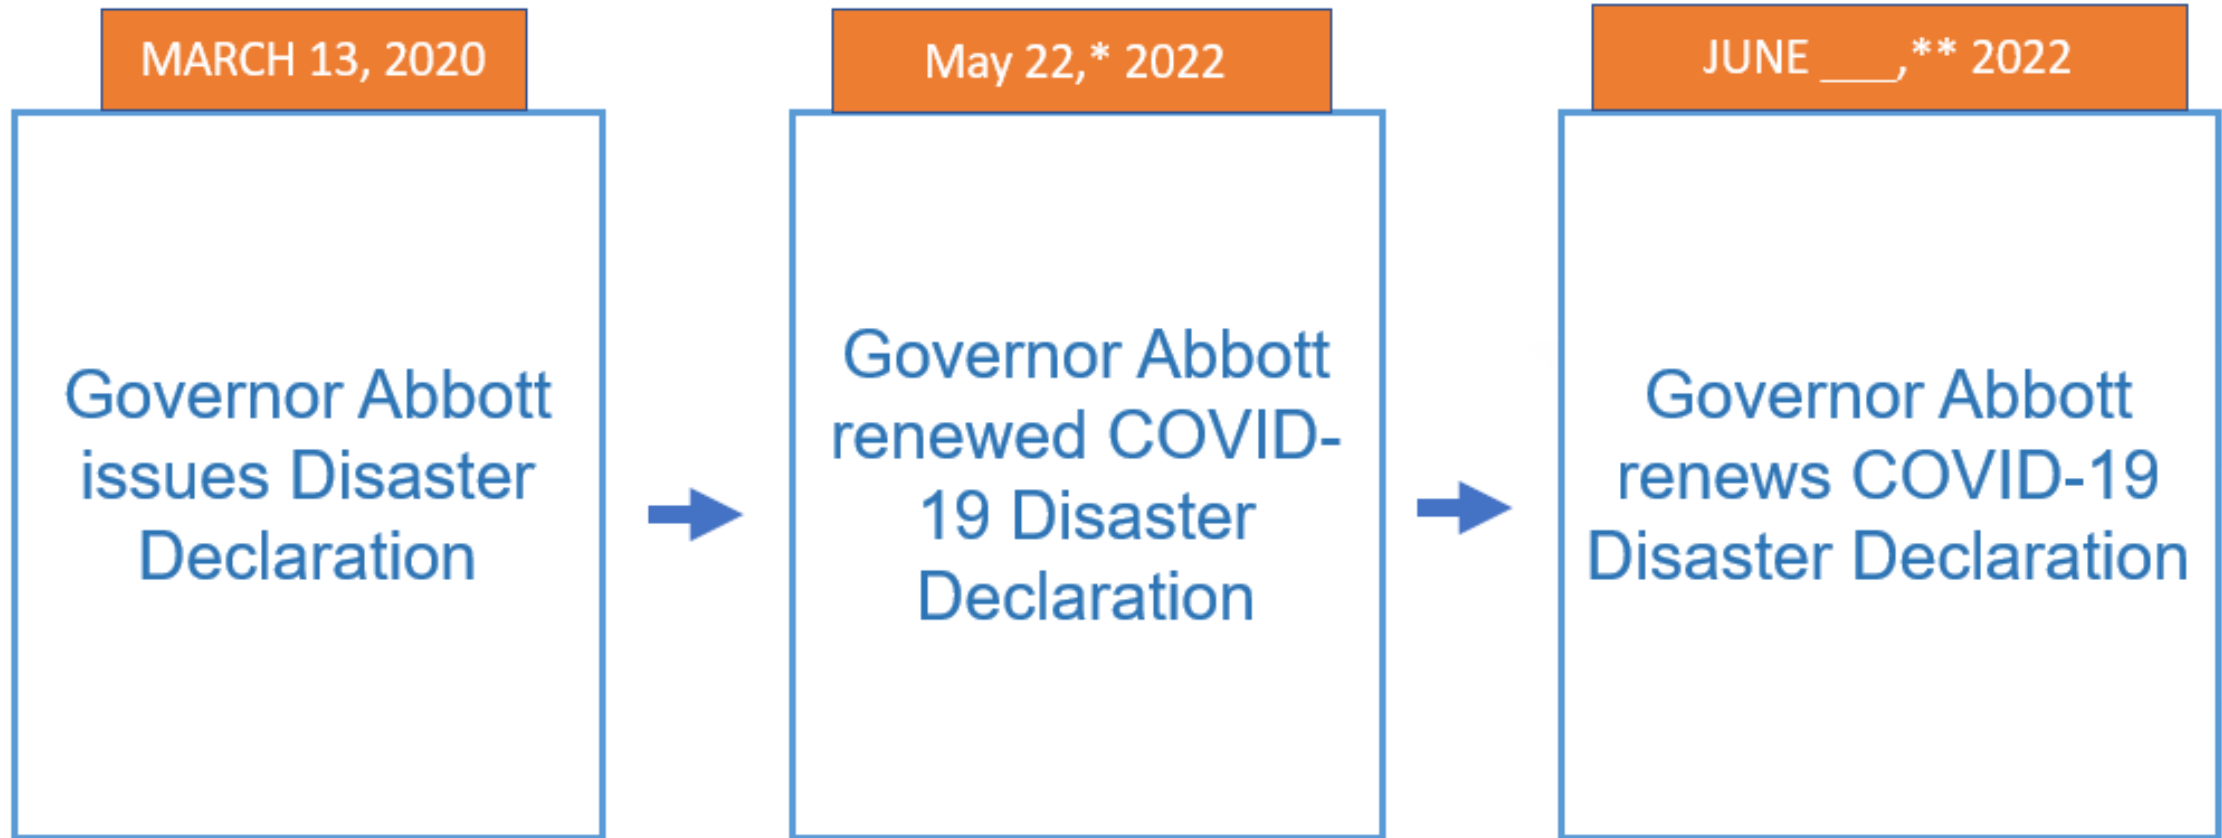 MARCH 13, 2020
Governor Abbott
issues Disaster
Declaration
May 22,* 2022
Governor Abbott
renewed COVID-
19 Disaster
Declaration
JUNE ___,** 2022
Governor Abbott
renews COVID-19
Disaster Declaration